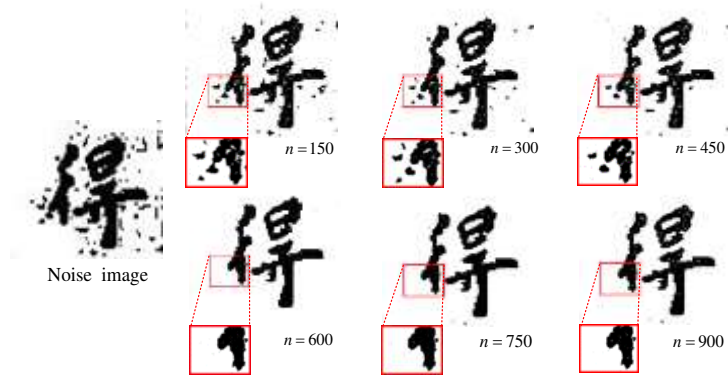 得 得 得
n = 150 n = 300 n = 450
得
Noise image
得 得 得
n = 600 n = 750 n = 900